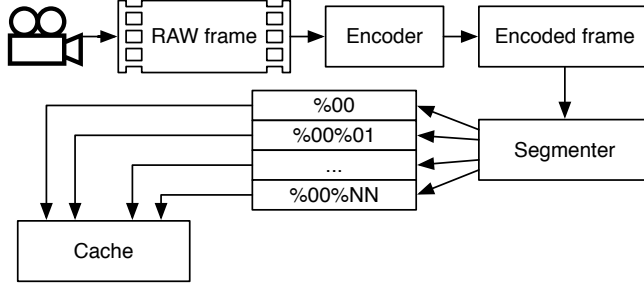 RAW frame
Encoder
Encoded frame
%00
%00%01
...
%00%NN
Segmenter
Cache